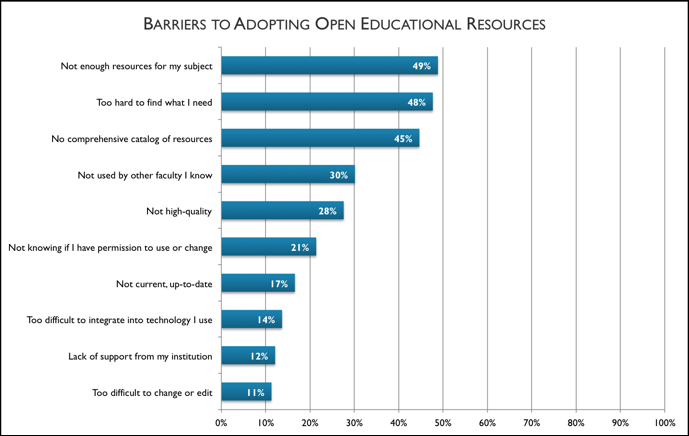 BARRIERS TO ADOPTING OPEN EDUCATIONAL RESOURCES
Not enough resources for my subject 49%
Too hard to find what I need 48%
No comprehensive catalog of resources 45%
Not used by other faculty I know 30%
Not high-quality 28%
Not knowing if I have permission to use or change 21%
Not current, up-to-date 17%
Too difficult to integrate into technology I use 14%
Lack of support from my institution 12%
Too difficult to change or edit 11%
0% 10% 20% 30% 40% 50% 60% 70% 80% 90% 100%